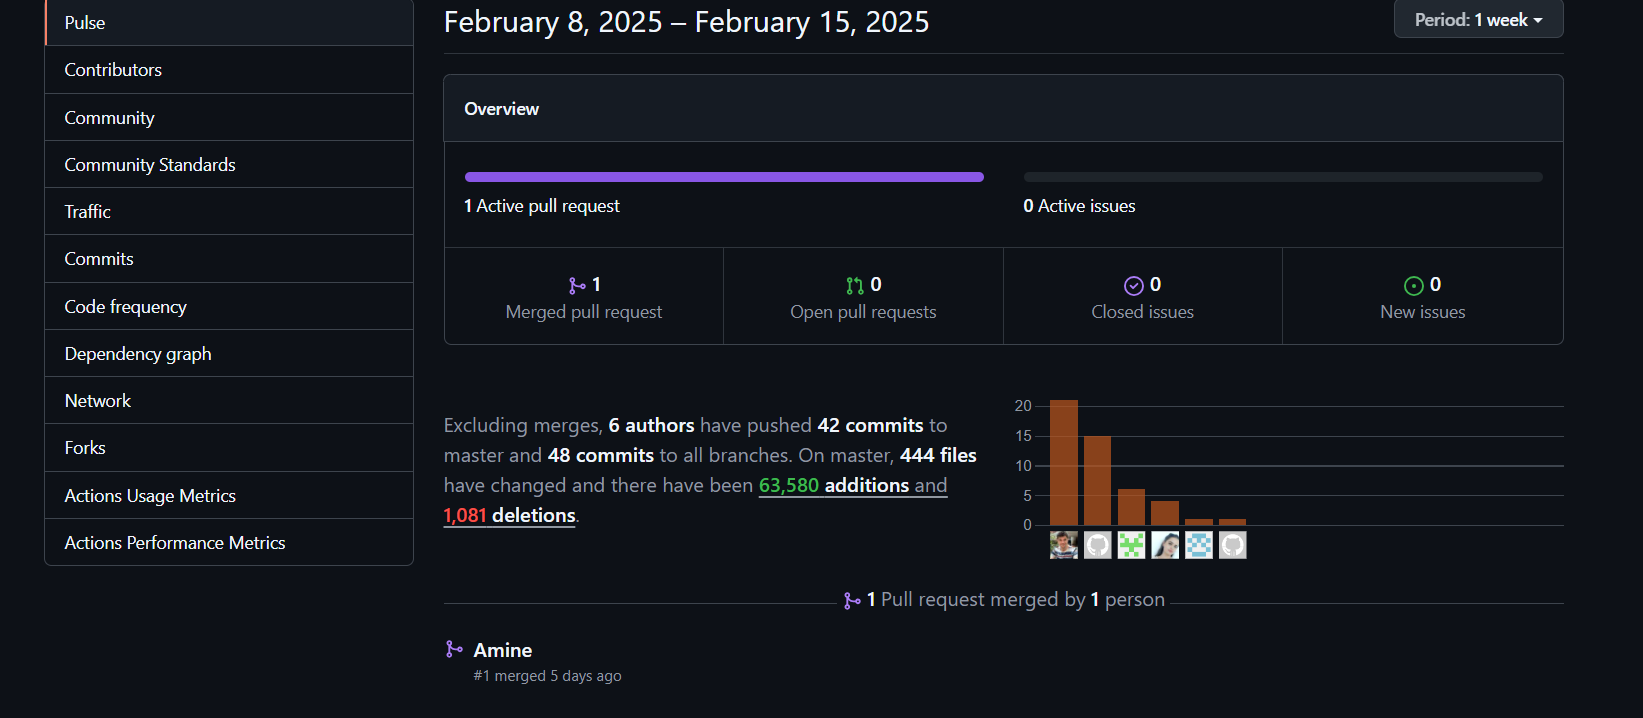 Pulse
Contributors
Community
Community Standards
Traffic
Commits
Code frequency
Dependency graph
Network
Forks
Actions Usage Metrics
Actions Performance Metrics
February 8, 2025 – February 15, 2025
Period: 1 week
Overview
1 Active pull request
0 Active issues
1
Merged pull request
0
Open pull requests
0
Closed issues
0
New issues
Excluding merges, 6 authors have pushed 42 commits to
master and 48 commits to all branches. On master, 444 files
have changed and there have been 63,580 additions and
1,081 deletions.
20
15
10
5
0
1 Pull request merged by 1 person
Amine
#1 merged 5 days ago